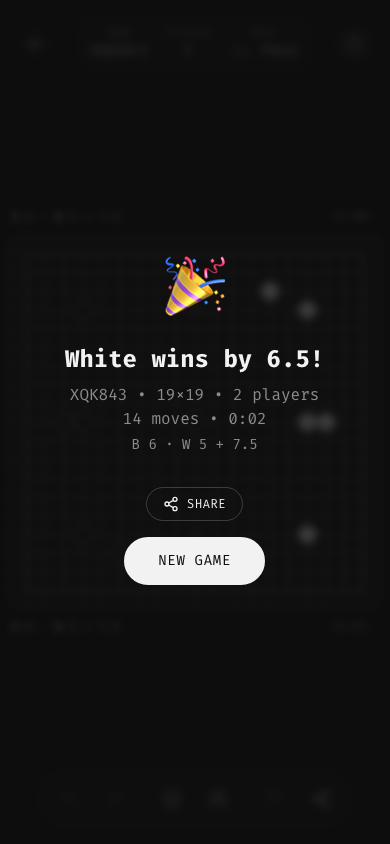 White wins by 6.5!
XQK843 • 19×19 • 2 players
14 moves • 0:02
B 6 · W 5 + 7.5
SHARE
NEW GAME